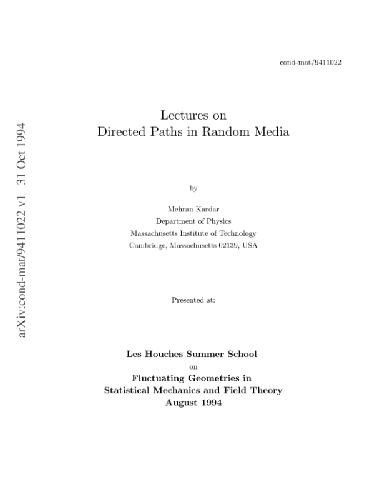 cond-mat/9411022
Lectures on
Directed Paths in Random Media
by
Mehran Kardar
Department of Physics
Massachusetts Institute of Technology
Cambridge, Massachusetts 02139, USA
Presented at:
Les Houches Summer School
on
Fluctuating Geometries in
Statistical Mechanics and Field Theory
August 1994
arXiv:cond-mat/9411022 v1 31 Oct 1994